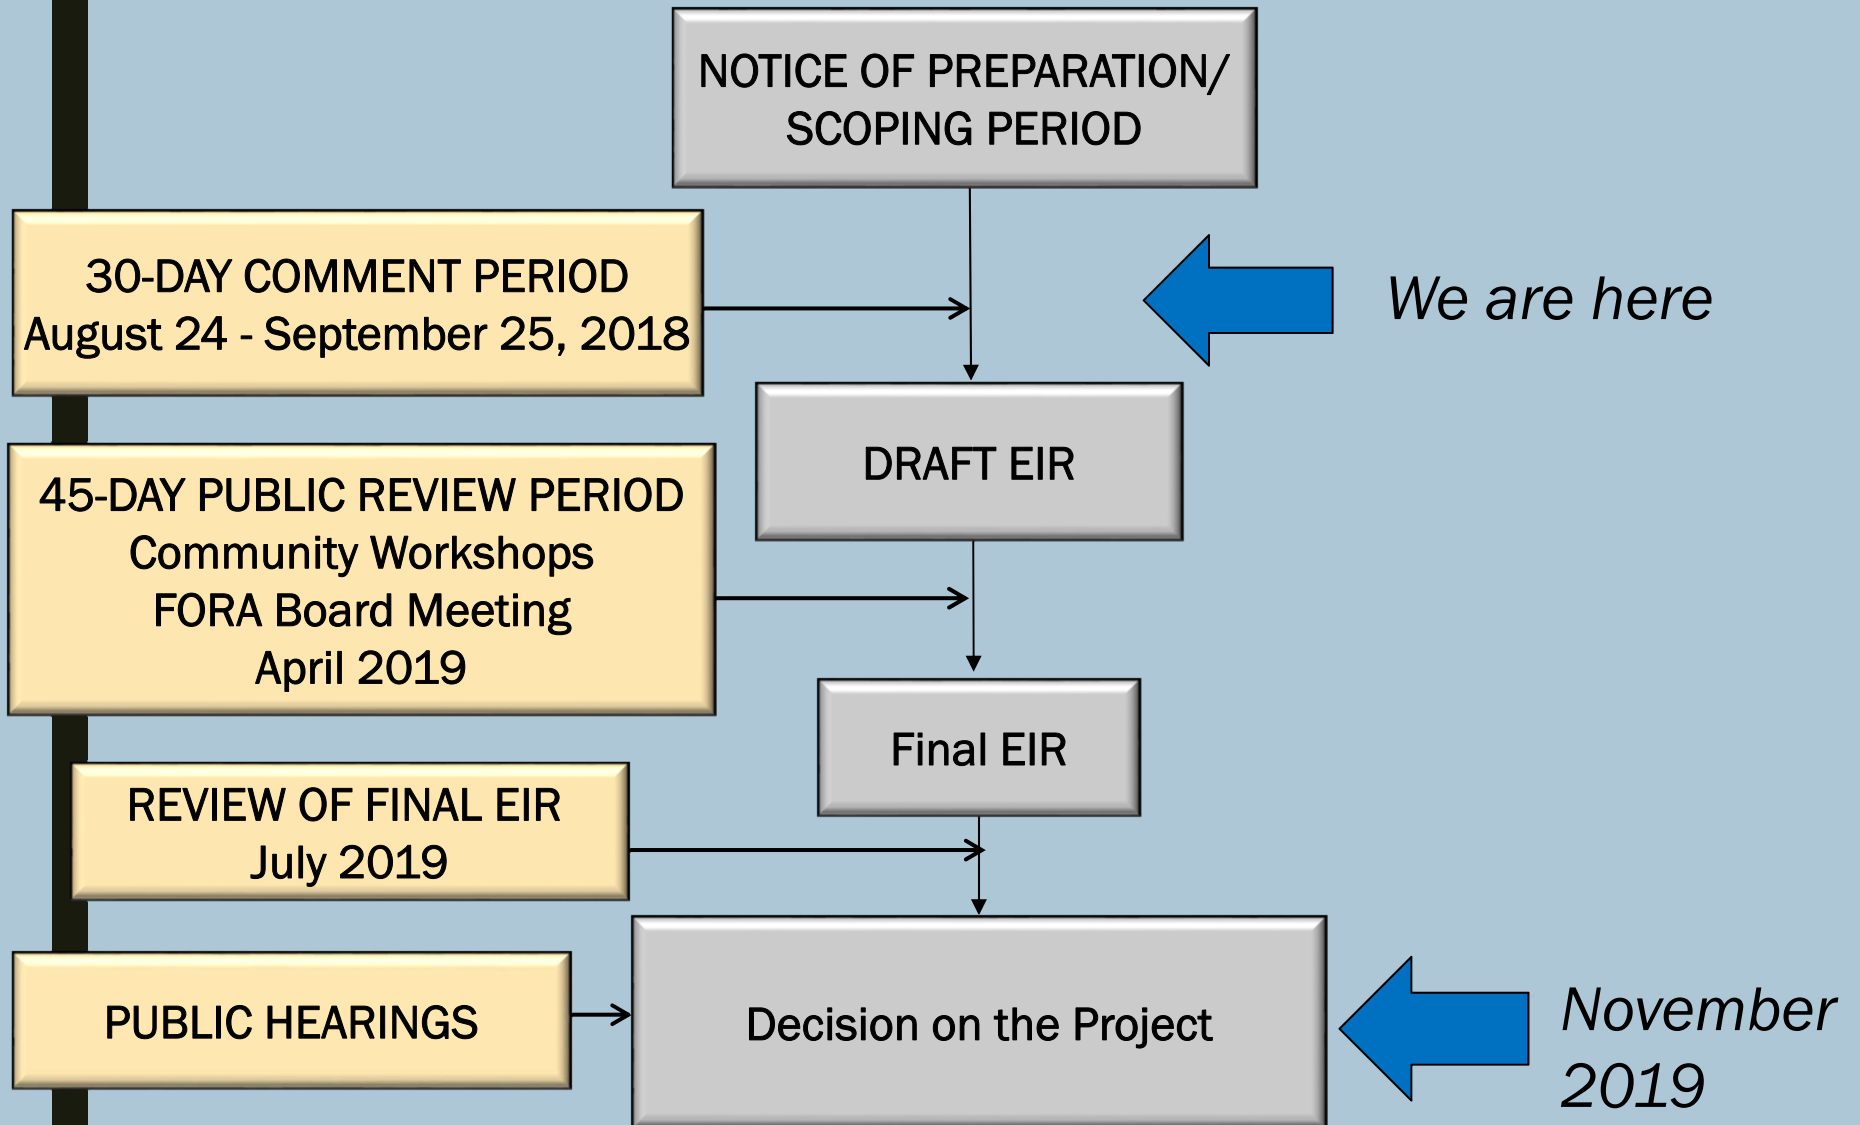 NOTICE OF PREPARATION/
SCOPING PERIOD
30-DAY COMMENT PERIOD
August 24 - September 25, 2018
We are here
DRAFT EIR
45-DAY PUBLIC REVIEW PERIOD
Community Workshops
FORA Board Meeting
April 2019
Final EIR
REVIEW OF FINAL EIR
July 2019
PUBLIC HEARINGS
Decision on the Project
November
2019